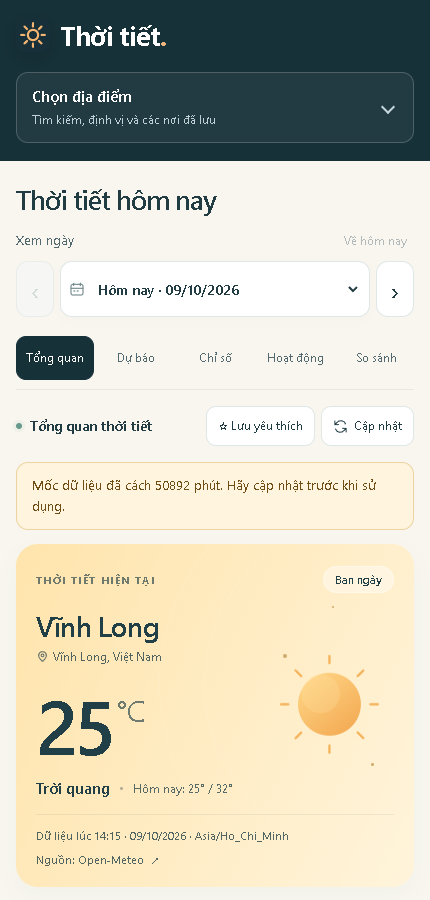 Thời tiết.
Chọn địa điểm
Tìm kiếm, định vị và các nơi đã lưu
Thời tiết hôm nay
Xem ngày
Về hôm nay
Hôm nay · 09/10/2026
Tổng quan
Dự báo
Chỉ số
Hoạt động
So sánh
Tổng quan thời tiết
☆ Lưu yêu thích
Cập nhật
Mốc dữ liệu đã cách 50892 phút. Hãy cập nhật trước khi sử
dụng.
THỜI TIẾT HIỆN TẠI
Ban ngày
Vĩnh Long
Vĩnh Long, Việt Nam
25°C
Trời quang • Hôm nay: 25° / 32°
Dữ liệu lúc 14:15 · 09/10/2026 · Asia/Ho_Chi_Minh
Nguồn: Open-Meteo ↗